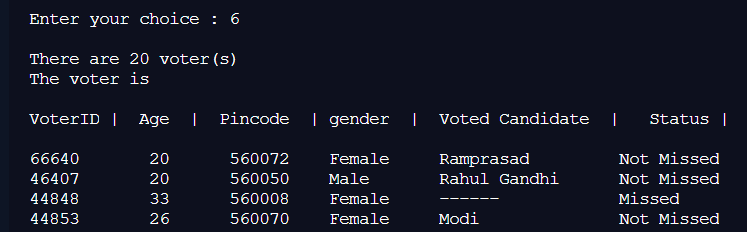 Enter your choice : 6
There are 20 voter(s)
The voter is
VoterID | Age | Pincode | gender | Voted Candidate | Status |
66640 20 560072 Female Ramprasad Not Missed
46407 20 560050 Male Rahul Gandhi Not Missed
44848 33 560008 Female ------ Missed
44853 26 560070 Female Modi Not Missed